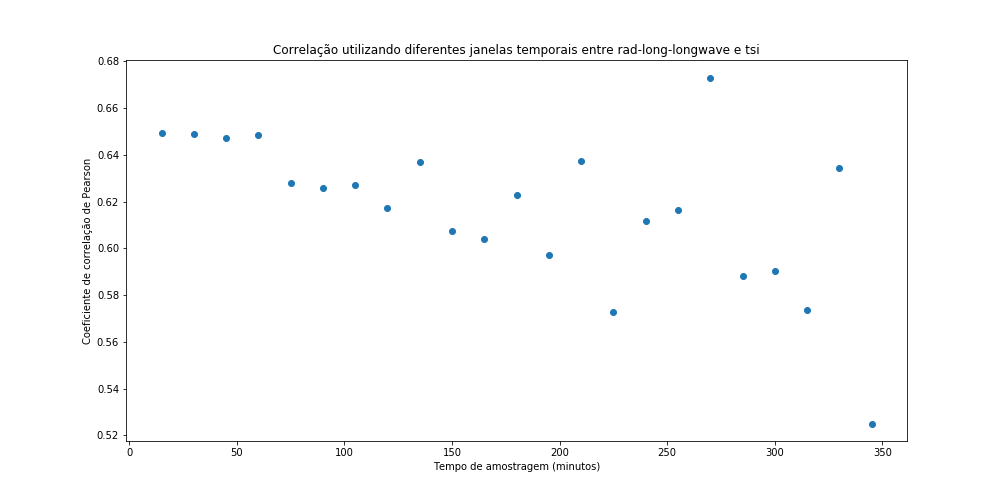 Correlação utilizando diferentes janelas temporais entre rad-long-longwave e tsi
0.68
0.66
0.64
0.62
0.60
0.58
0.56
0.54
0.52
Coeficiente de correlação de Pearson
0 50 100 150 200 250 300 350
Tempo de amostragem (minutos)